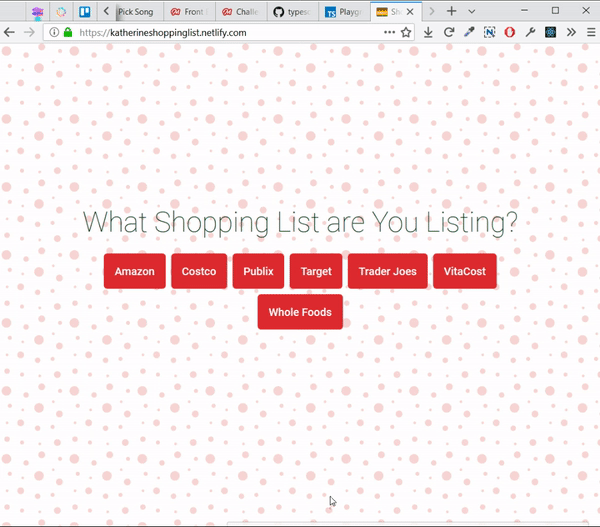 Pick Song Front Challe typesc Playgr Sh
https://katherineshoppinglist.netlify.com
What Shopping List are You Listing?
Amazon Costco Publix Target Trader Joes VitaCost
Whole Foods